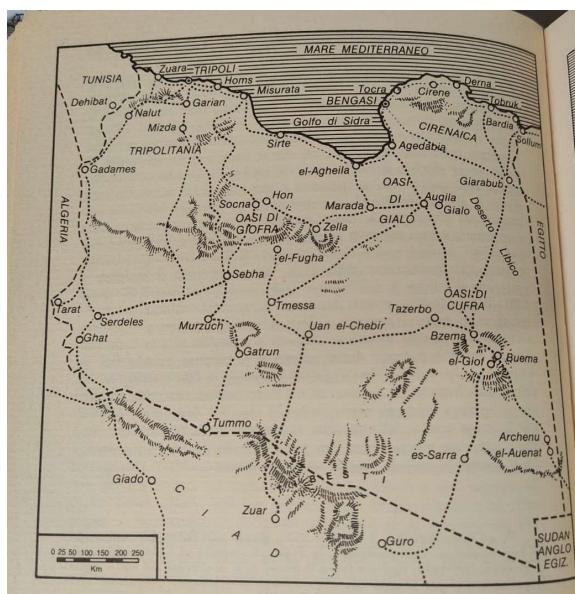 MARE MEDITERRANEO
TUNISIA
Zuara
TRIPOLI
Homs
Misurata
Tocra
Cirene
Derna
Dehibat
Nalut
Garian
BENGASI
Tobruk
Mizda
Golfo di Sidra
CIRENAICA
Bardia
Sollum
TRIPOLITANIA
Sirte
Agedabia
Gadames
el-Agheila
Giarabub
ALGERIA
Socna
Hon
Marada
OASI
DI
GIALO
Augila
Gialo
Deserto
Libico
EGITTO
OASI DI
GIOFRA
Zella
el-Fugha
Sebha
Tarat
Serdeles
Murzuch
Tmessa
Tazerbo
OASI DI
CUFRA
Ghat
Gatrun
Uan el-Chebir
Bzema
Buema
el-Giof
Tummo
Archenu
el-Auenat
TIBESTI
es-Sarra
Giado
CIAD
Zuar
Guro
SUDAN
ANGLO
EGIZ.
0 25 50 100 150 200 250
Km